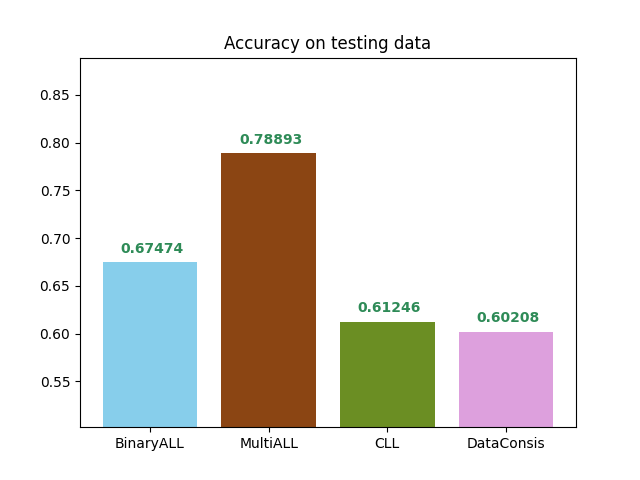 Accuracy on testing data
0.85
0.80
0.75
0.70
0.65
0.60
0.55
0.67474
0.78893
0.61246
0.60208
BinaryALL
MultiALL
CLL
DataConsis